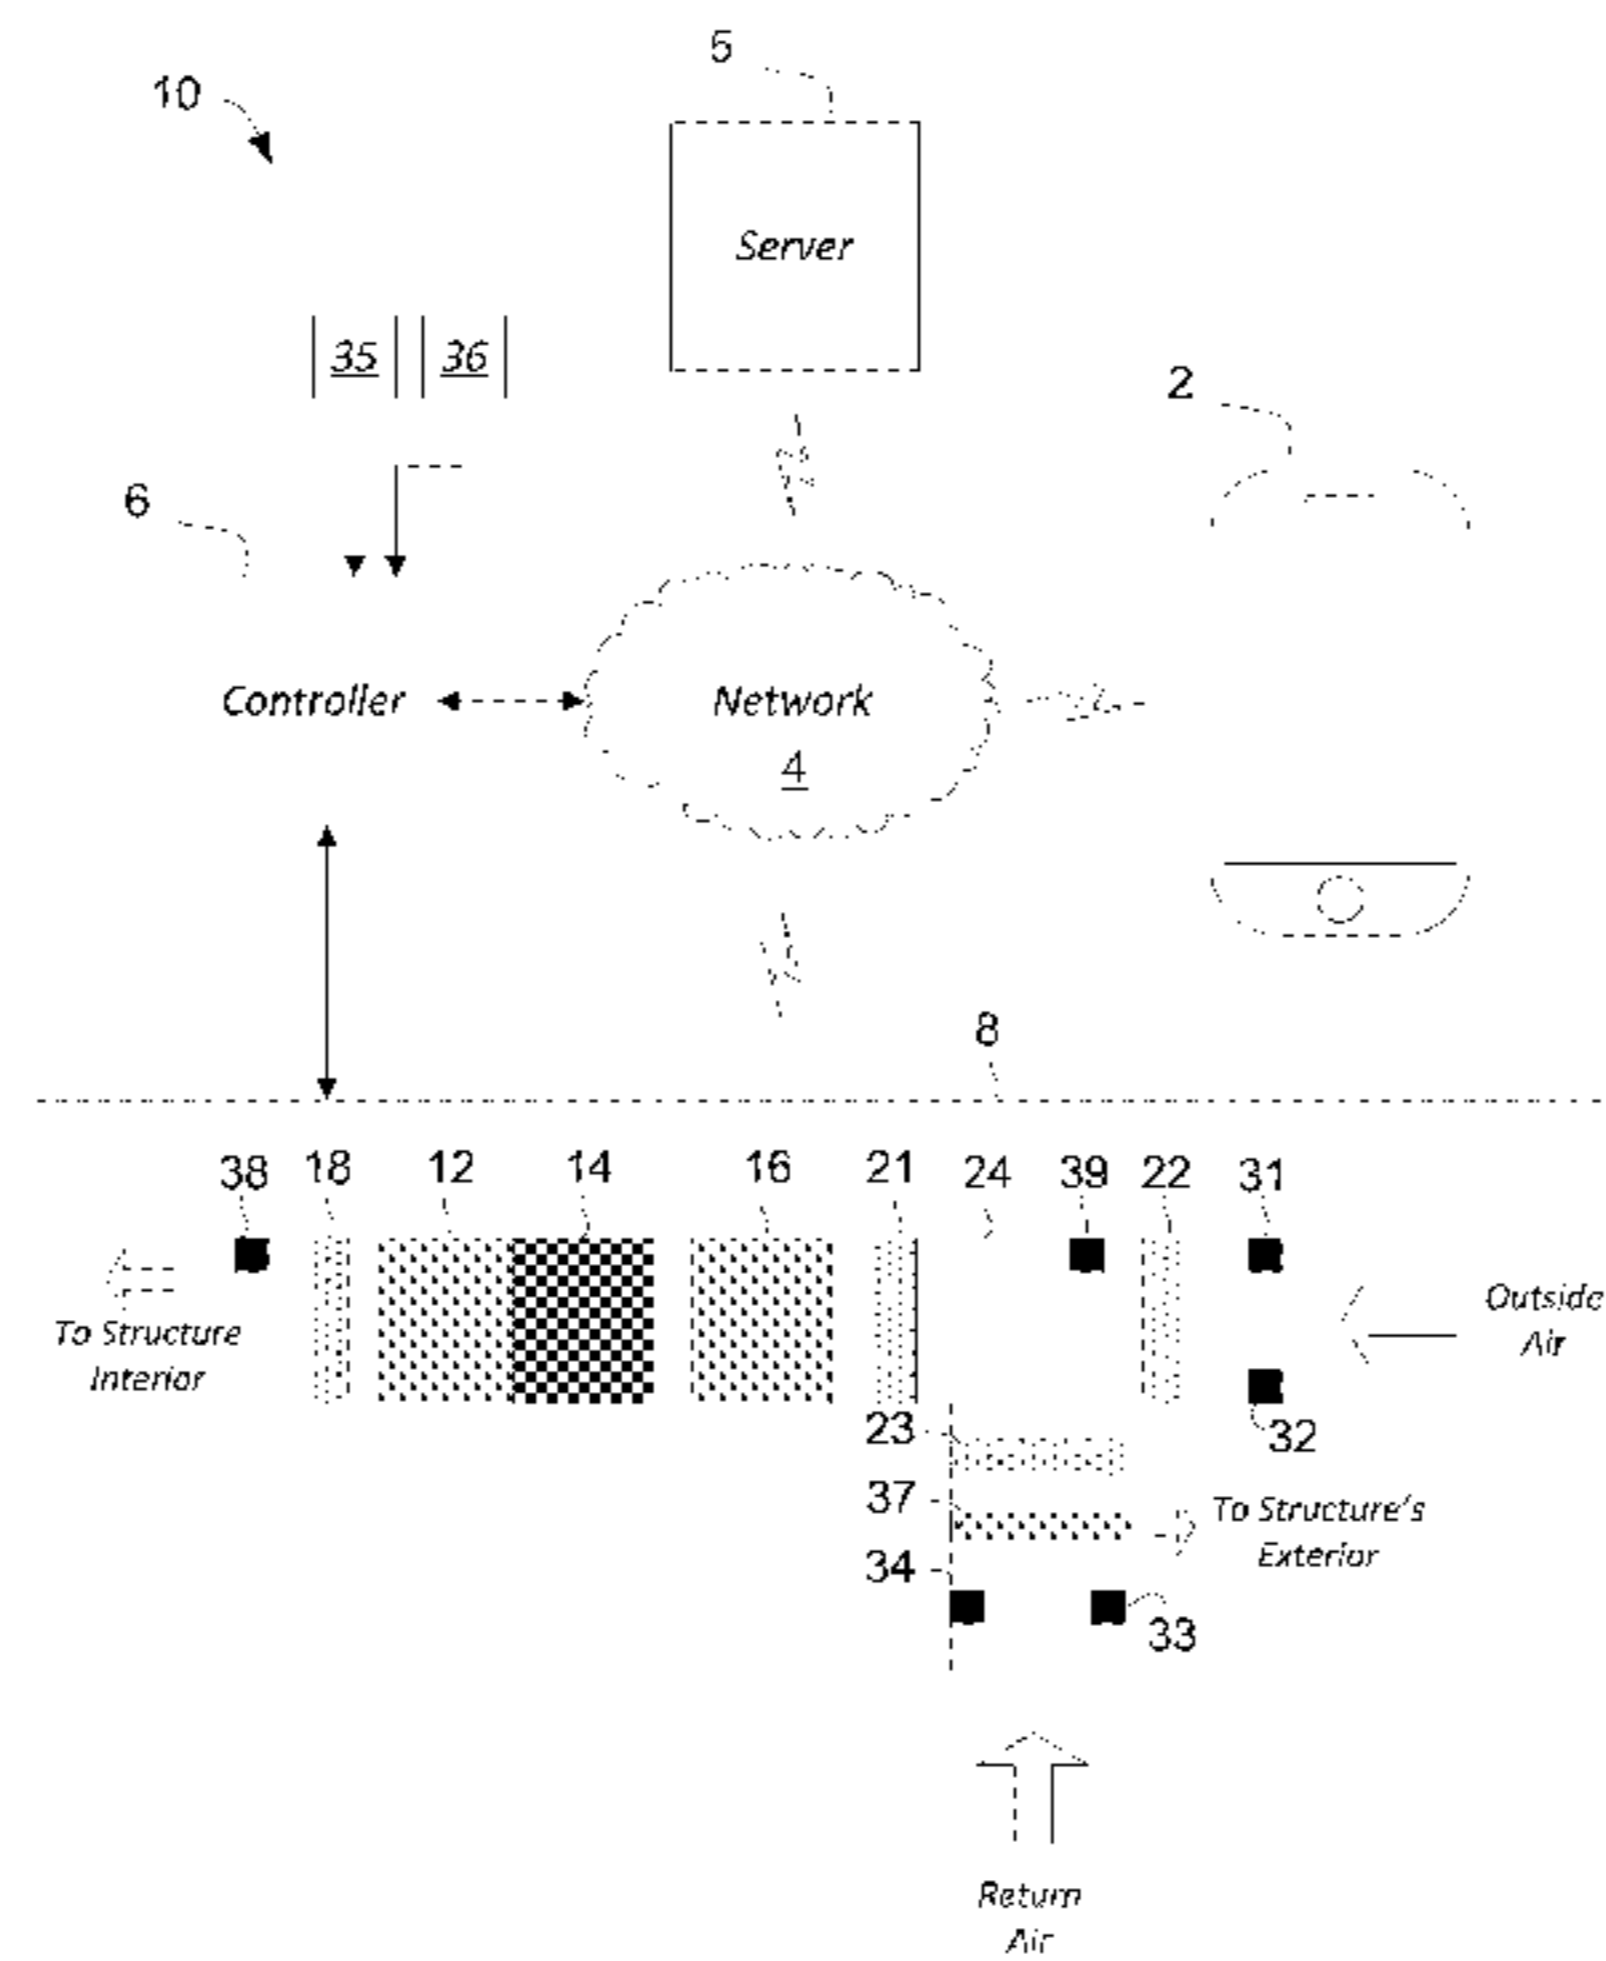 5
10
Server
35 36
2
6
Controller
Network
4
8
38 18 12 14 16 21 24 39 22 31
To Structure
Interior
Outside
Air
23
32
37
To Structure's
Exterior
34
33
Return
Air